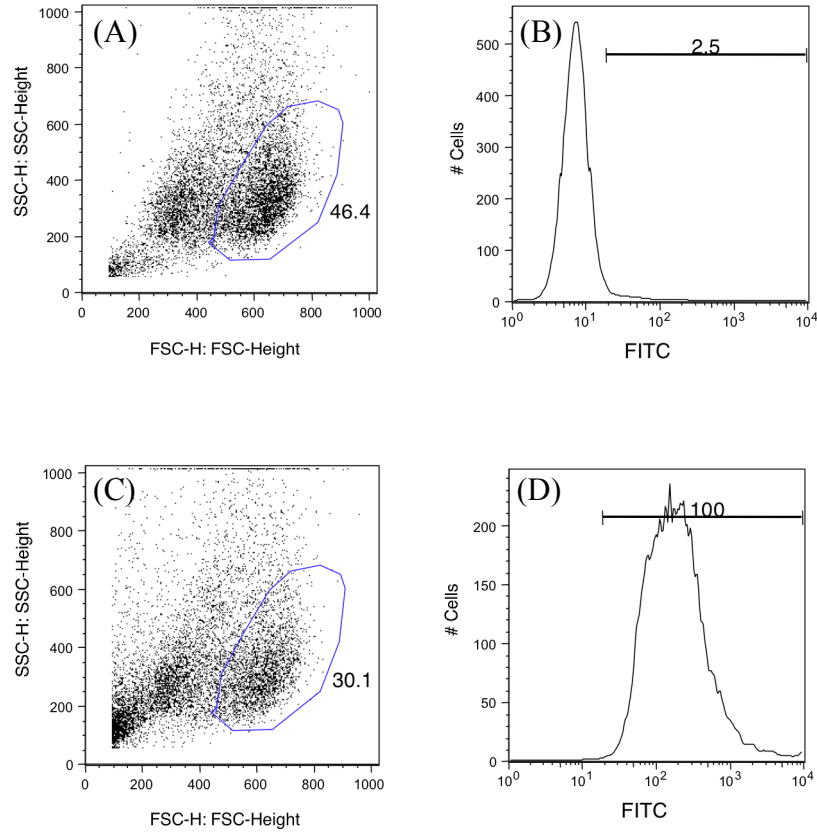 (A)
SSC-H: SSC-Height
1000
800
600
400
200
0
46.4
0 200 400 600 800 1000
FSC-H: FSC-Height
(B)
# Cells
500
400
300
200
100
0
2.5
10⁰ 10¹ 10² 10³ 10⁴
FITC
(C)
SSC-H: SSC-Height
1000
800
600
400
200
0
30.1
0 200 400 600 800 1000
FSC-H: FSC-Height
(D)
# Cells
200
150
100
50
0
100
10⁰ 10¹ 10² 10³ 10⁴
FITC